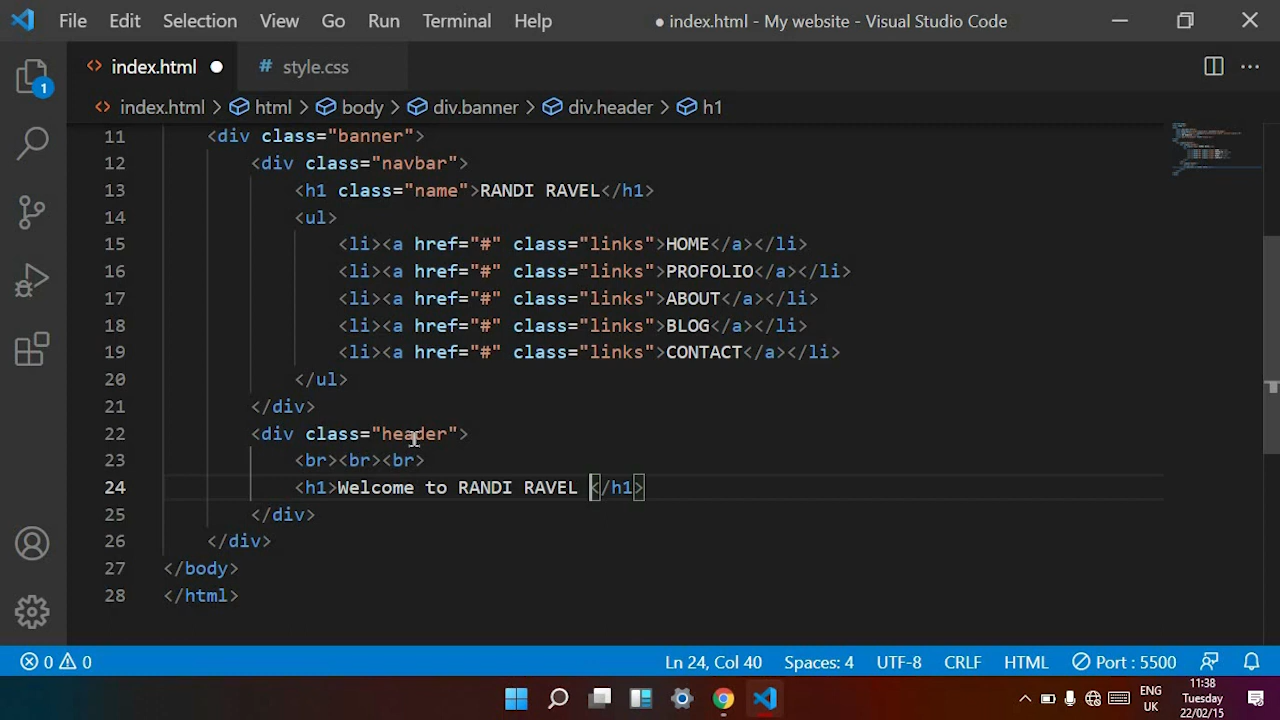 File Edit Selection View Go Run Terminal Help ● index.html - My website - Visual Studio Code
index.html ● # style.css
1
index.html > html > body > div.banner > div.header > h1
11 <div class="banner">
12 <div class="navbar">
13 <h1 class="name">RANDI RAVEL</h1>
14 <ul>
15 <li><a href="#" class="links">HOME</a></li>
16 <li><a href="#" class="links">PROFOLIO</a></li>
17 <li><a href="#" class="links">ABOUT</a></li>
18 <li><a href="#" class="links">BLOG</a></li>
19 <li><a href="#" class="links">CONTACT</a></li>
20 </ul>
21 </div>
22 <div class="header">
23 <br><br><br>
24 <h1>Welcome to RANDI RAVEL </h1>
25 </div>
26 </div>
27 </body>
28 </html>
0 0 Ln 24, Col 40 Spaces: 4 UTF-8 CRLF HTML Port : 5500
ENG
UK
11:38
Tuesday
22/02/15